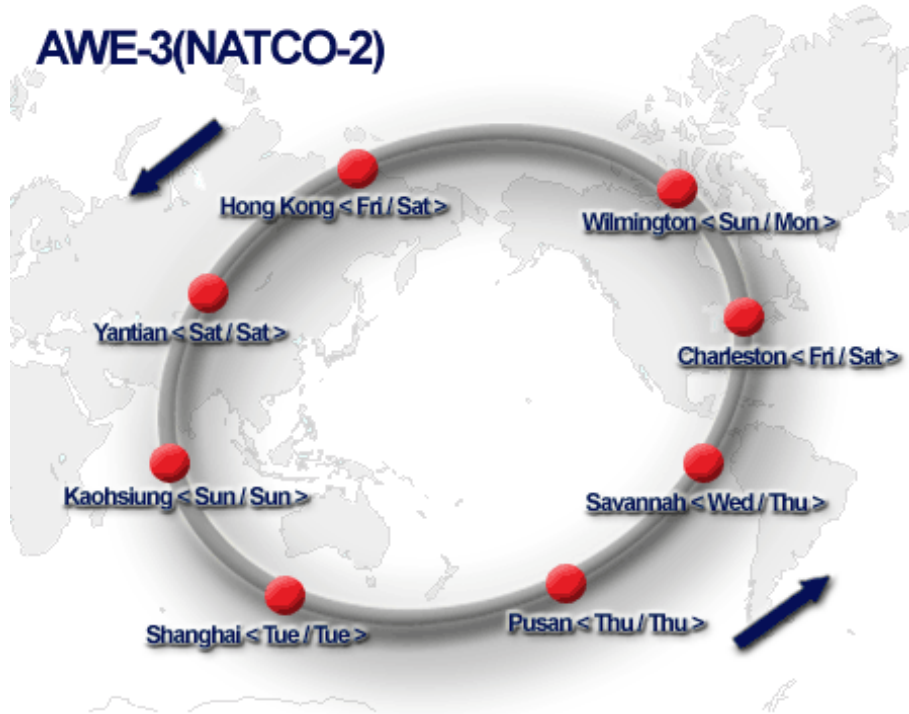 AWE-3(NATCO-2)
Hong Kong < Fri / Sat >
Wilmington < Sun / Mon >
Yantian < Sat / Sat >
Charleston < Fri / Sat >
Kaohsiung < Sun / Sun >
Savannah < Wed / Thu >
Shanghai < Tue / Tue >
Pusan < Thu / Thu >